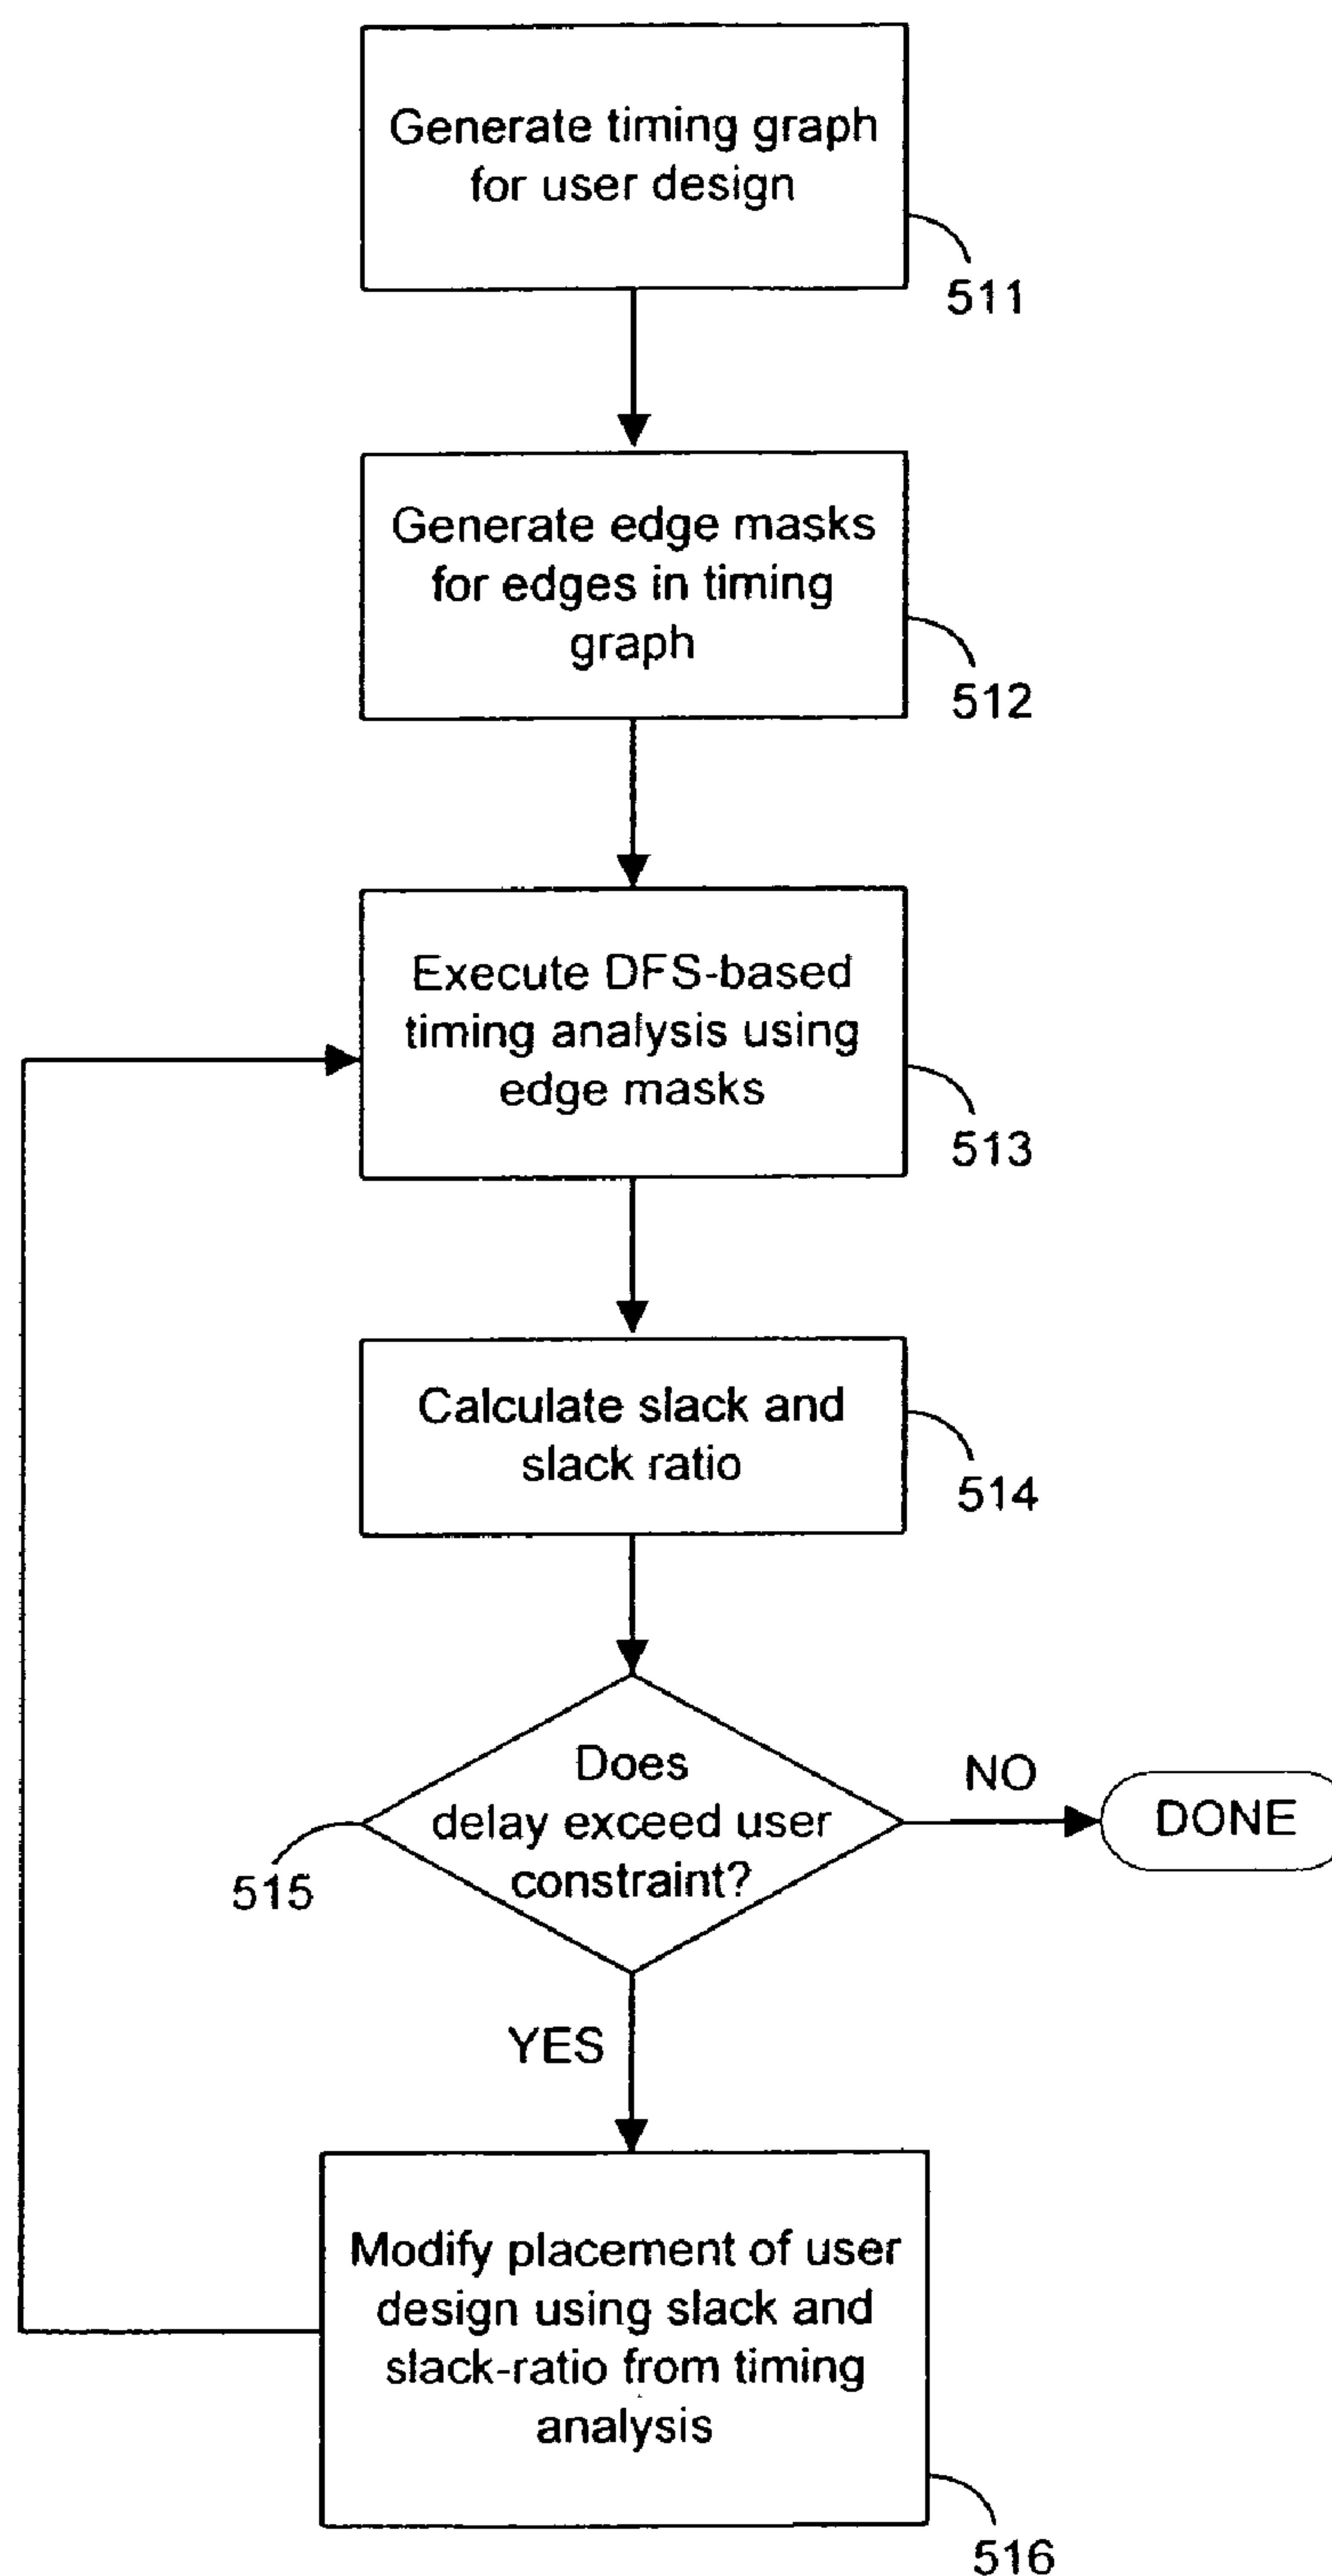 Generate timing graph
for user design
511
Generate edge masks
for edges in timing
graph
512
Execute DFS-based
timing analysis using
edge masks
513
Calculate slack and
slack ratio
514
Does
delay exceed user
constraint?
515
NO
DONE
YES
Modify placement of user
design using slack and
slack-ratio from timing
analysis
516